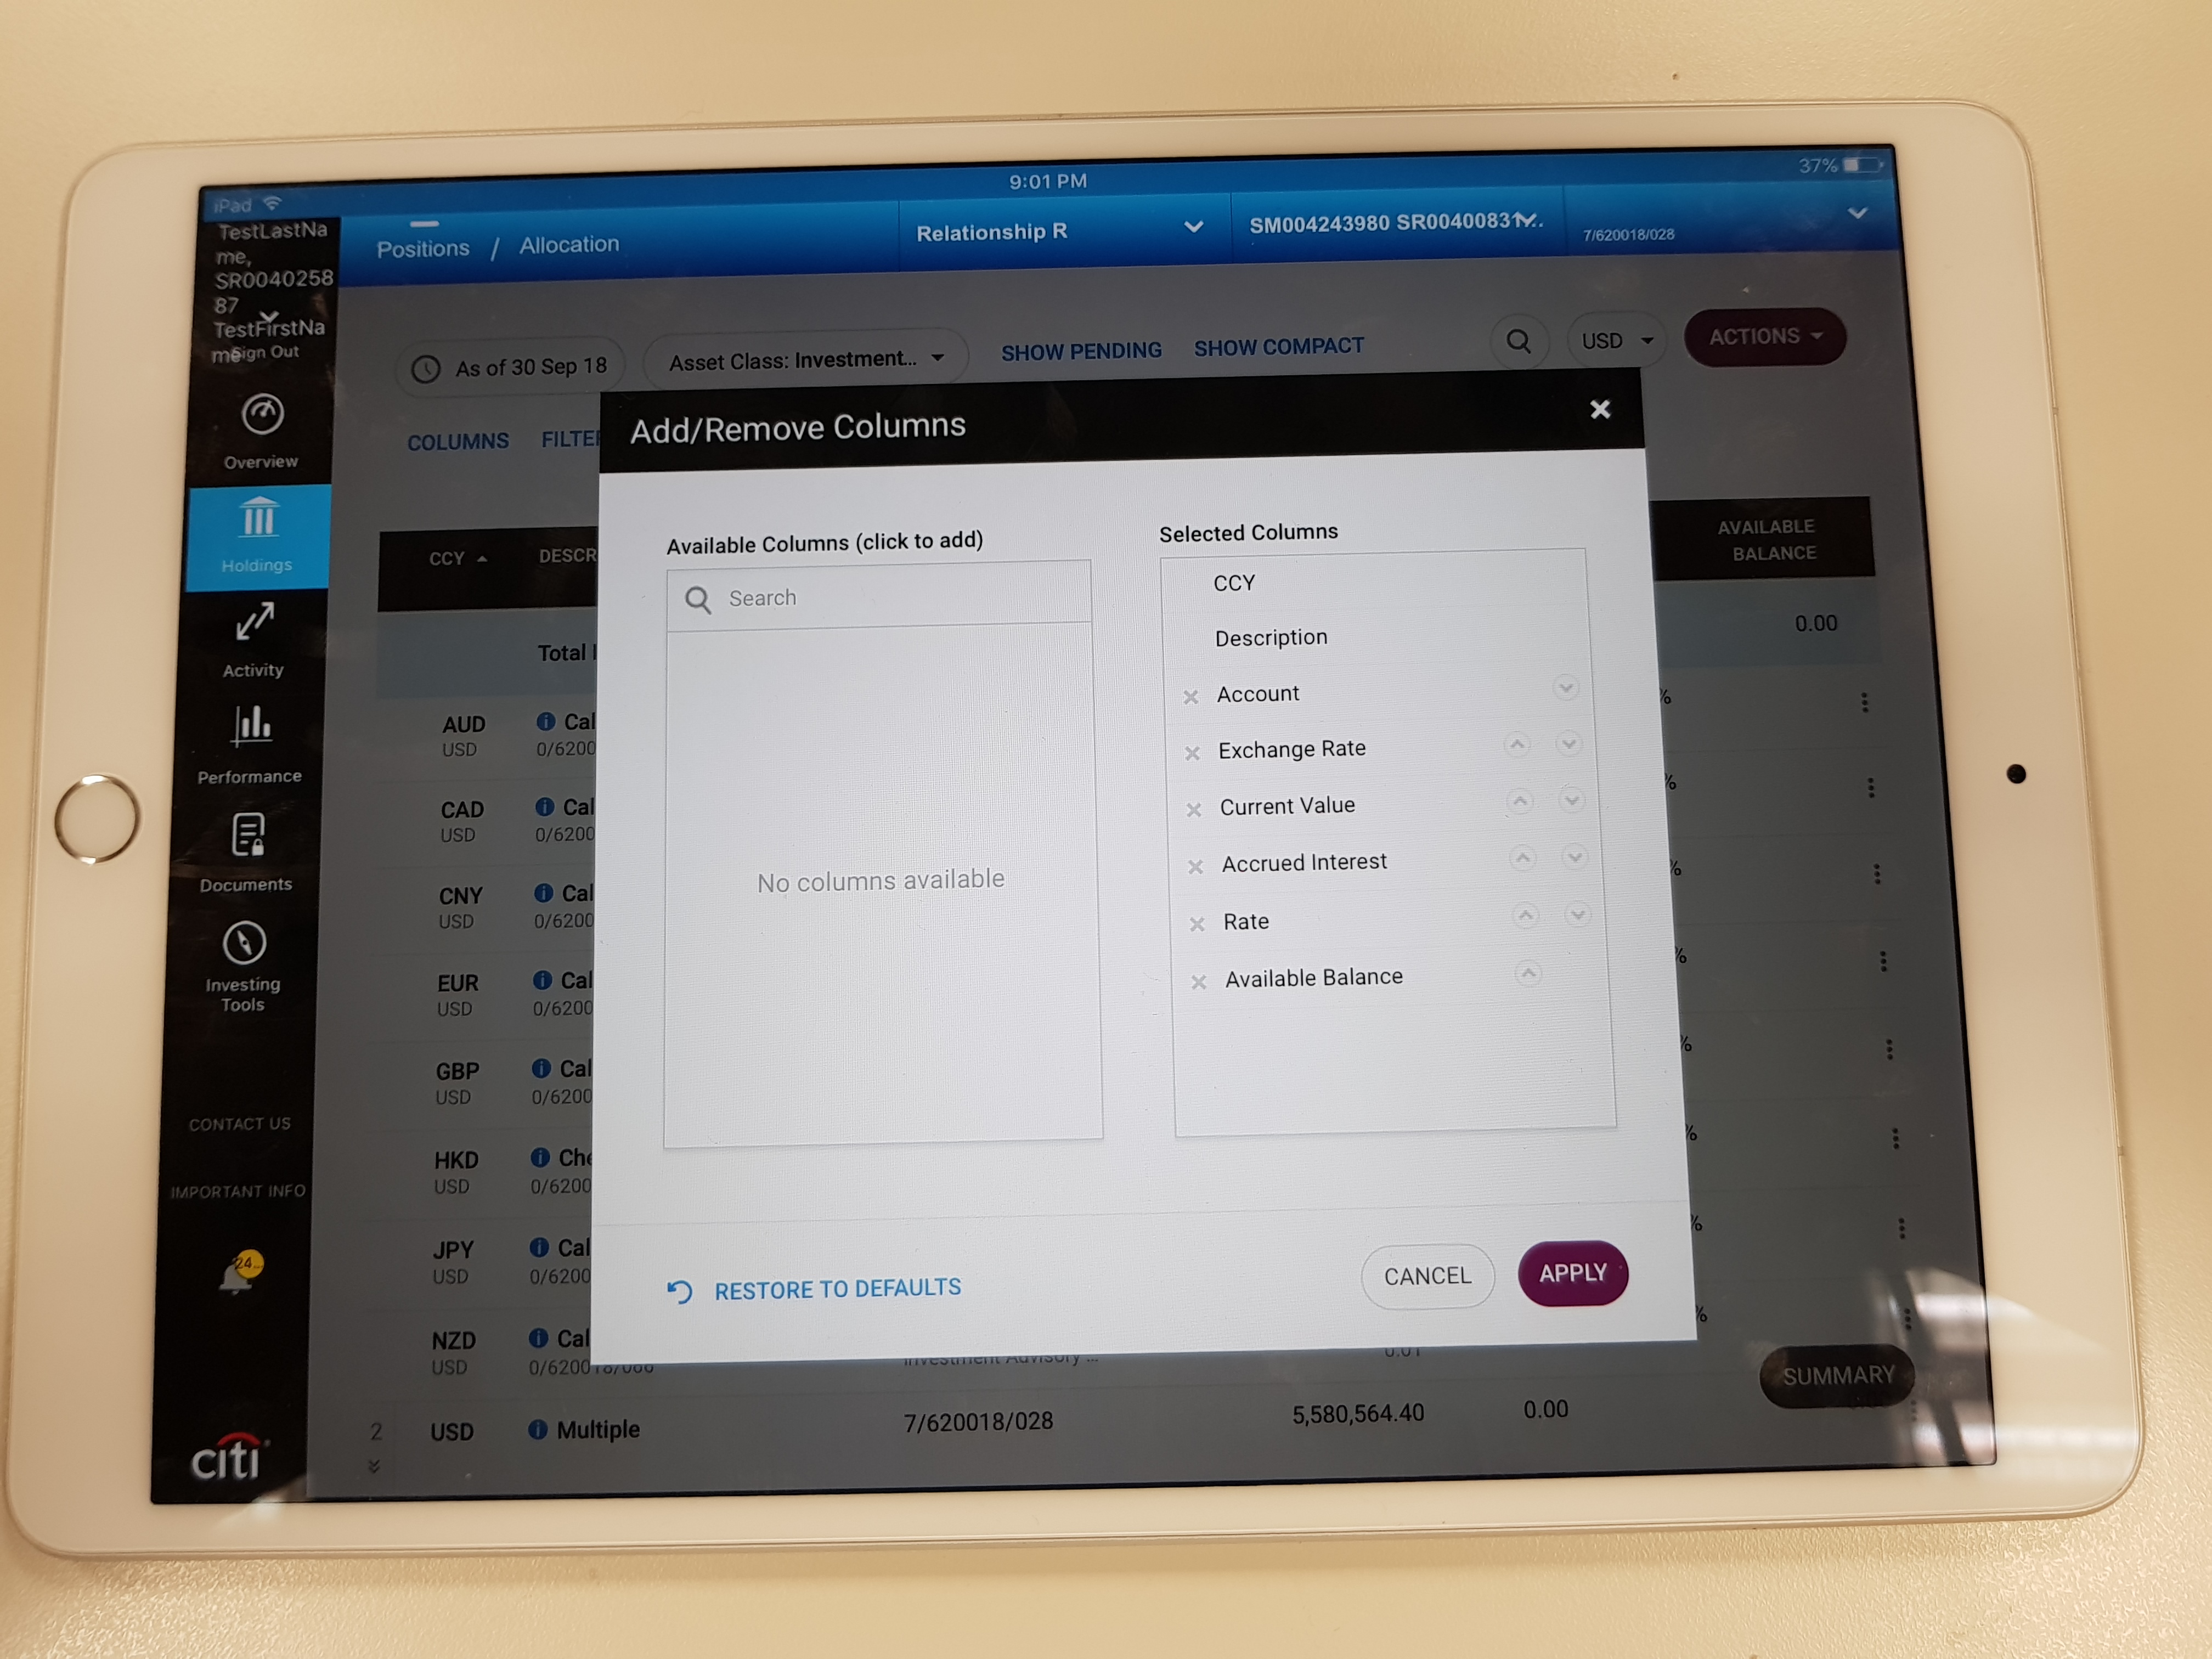 iPad
9:01 PM
37%
TestLastNa
me,
SR0040258
87
TestFirstNa
me
Sign Out
Positions / Allocation
Relationship R
SM004243980 SR0040083
7/620018/028
As of 30 Sep 18
Asset Class: Investment...
SHOW PENDING
SHOW COMPACT
USD
ACTIONS
COLUMNS
FILTE
Overview
Holdings
Activity
Performance
Documents
Investing
Tools
CONTACT US
IMPORTANT INFO
24
citi
CCY
DESCR
AVAILABLE
BALANCE
Total
0.00
AUD
USD
Cal
0/6200
%
CAD
USD
Cal
0/6200
%
CNY
USD
Cal
0/6200
%
EUR
USD
Cal
0/6200
%
GBP
USD
Cal
0/6200
%
HKD
USD
Che
0/6200
%
JPY
USD
Cal
0/6200
%
NZD
USD
Cal
0/6200
%
2
USD
Multiple
7/620018/028
5,580,564.40
0.00
SUMMARY
Add/Remove Columns
Available Columns (click to add)
Search
No columns available
Selected Columns
CCY
Description
Account
Exchange Rate
Current Value
Accrued Interest
Rate
Available Balance
RESTORE TO DEFAULTS
CANCEL
APPLY